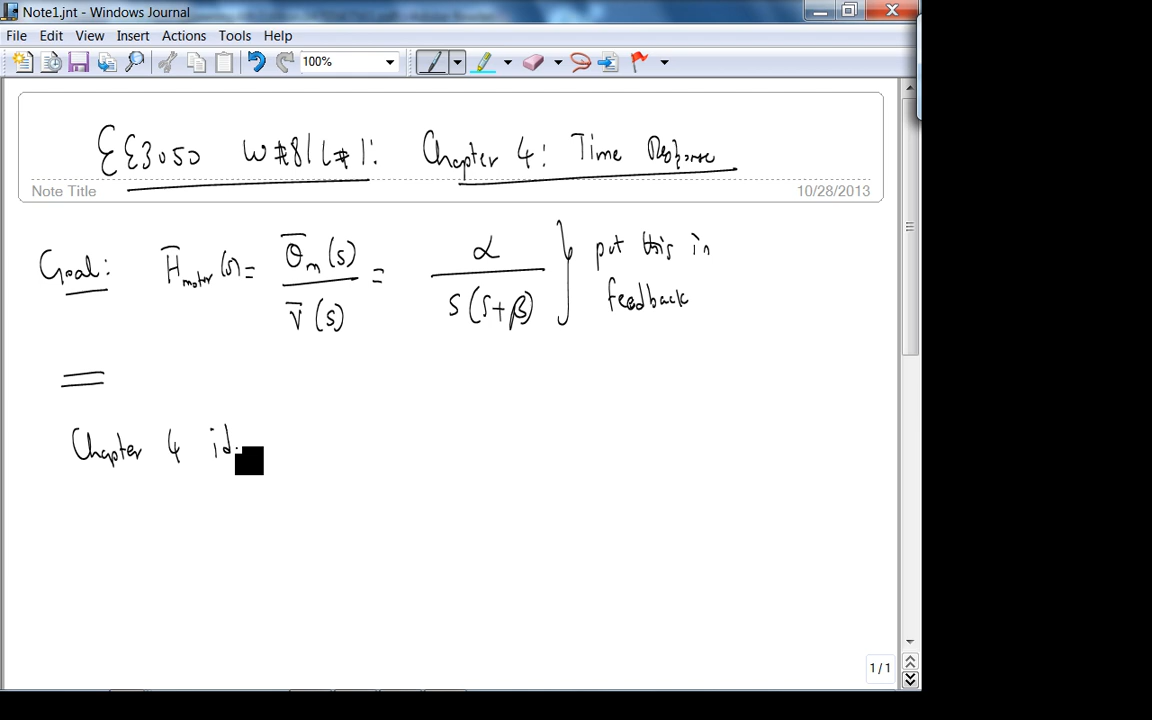 Note1.jnt - Windows Journal
File Edit View Insert Actions Tools Help
100%
EE3050 W#8/L#1: Chapter 4: Time Response
Note Title 10/28/2013
Goal: H̅motor(s) = θ̅m(s) / V̅(s) = α / s(s+β) } put this in feedback
Chapter 4 id
1 / 1